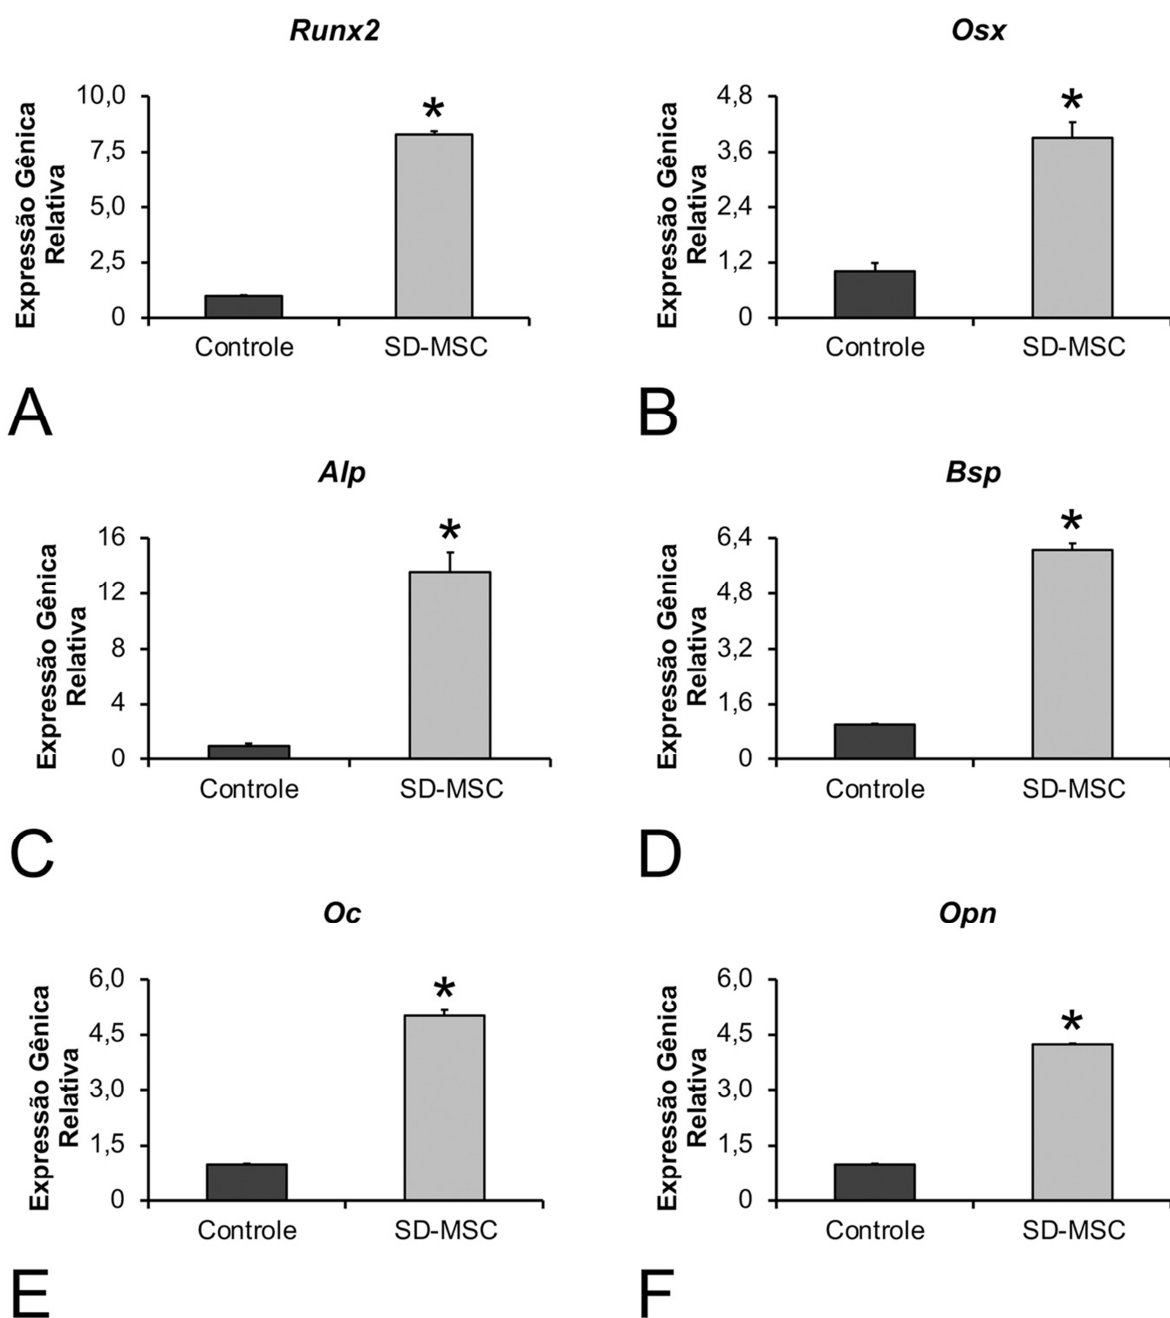 Runx2
Expressão Gênica
Relativa
10,0
7,5
5,0
2,5
0
*
Controle
SD-MSC
A
Osx
Expressão Gênica
Relativa
4,8
3,6
2,4
1,2
0
*
Controle
SD-MSC
B
Alp
Expressão Gênica
Relativa
16
12
8
4
0
*
Controle
SD-MSC
C
Bsp
Expressão Gênica
Relativa
6,4
4,8
3,2
1,6
0
*
Controle
SD-MSC
D
Oc
Expressão Gênica
Relativa
6,0
4,5
3,0
1,5
0
*
Controle
SD-MSC
E
Opn
Expressão Gênica
Relativa
6,0
4,5
3,0
1,5
0
*
Controle
SD-MSC
F